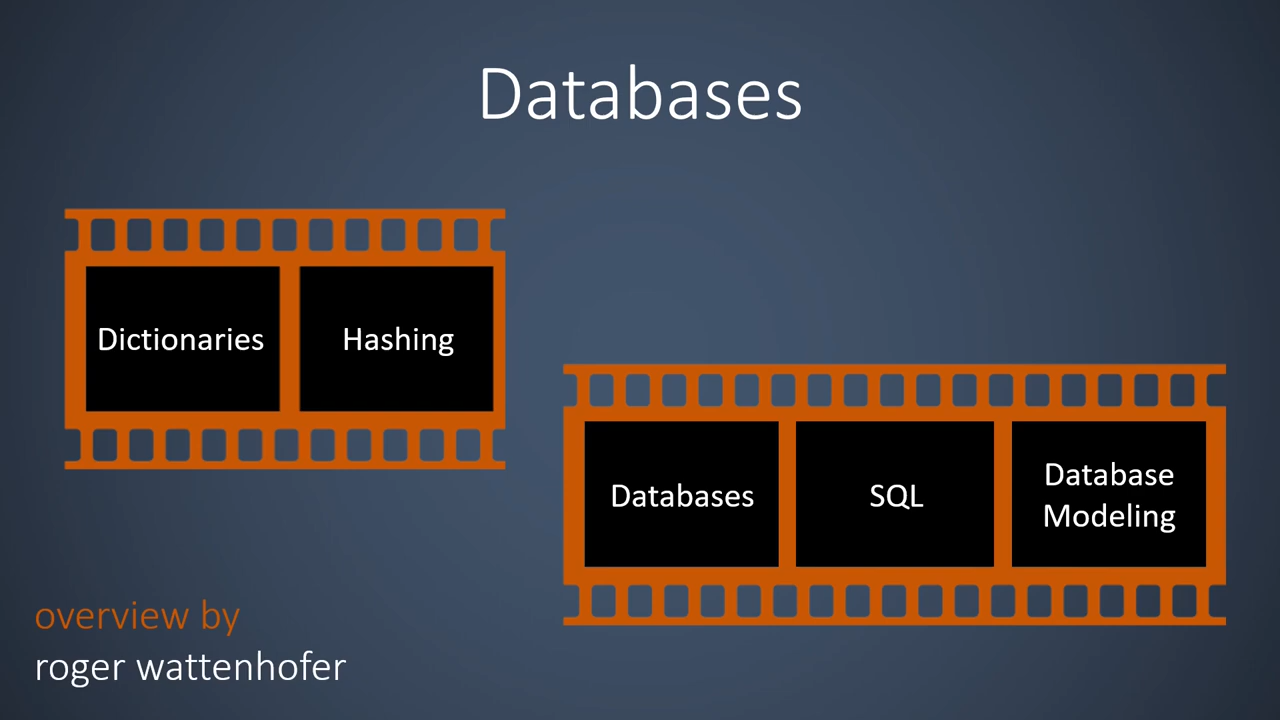 Databases
Dictionaries
Hashing
Databases
SQL
Database
Modeling
overview by
roger wattenhofer